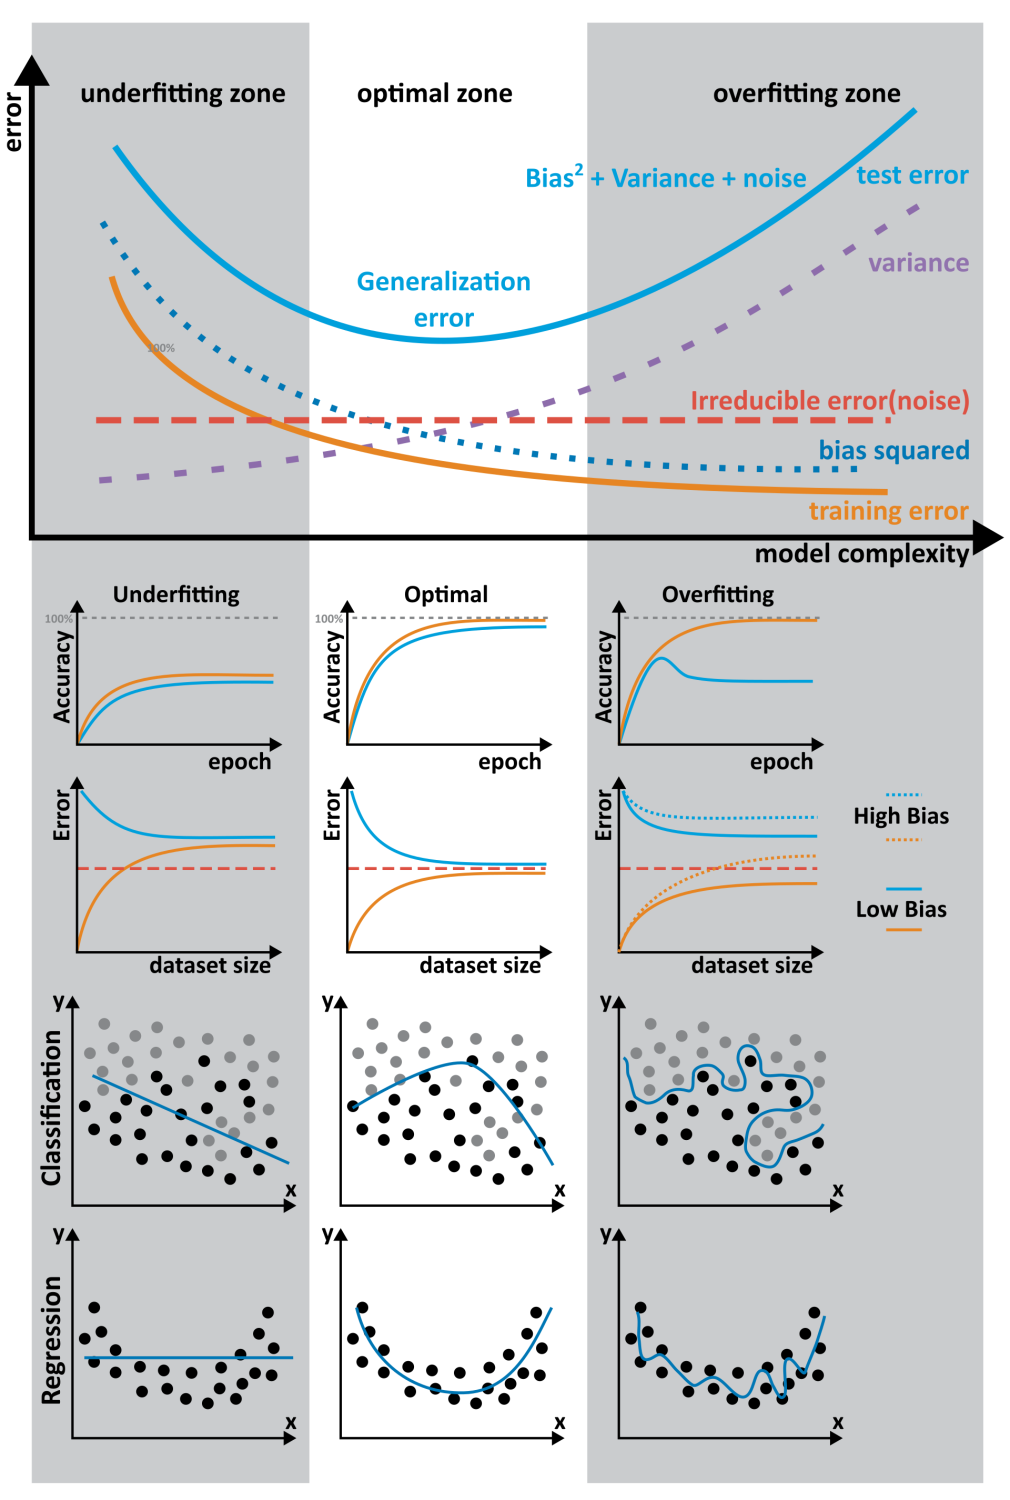 underfitting zone
optimal zone
overfitting zone
error
Bias² + Variance + noise
test error
variance
Generalization
error
100%
Irreducible error(noise)
bias squared
training error
model complexity
Underfitting
Optimal
Overfitting
100%
100%
Accuracy
Accuracy
Accuracy
epoch
epoch
epoch
Error
Error
Error
High Bias
Low Bias
dataset size
dataset size
dataset size
y
y
y
Classification
x
x
x
y
y
y
Regression
x
x
x